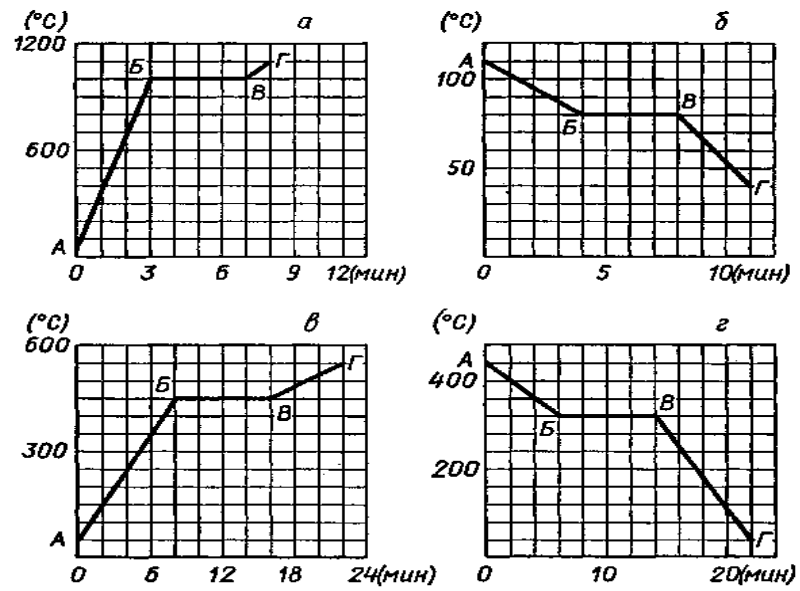 (°C) а
1200
Б Г
В
600
А
0 3 6 9 12(мин)
(°C) б
А
100
В
Б
50
Г
0 5 10(мин)
(°C) в
600
Г
Б
В
300
А
0 6 12 18 24(мин)
(°C) г
А
400
В
Б
200
Г
0 10 20(мин)